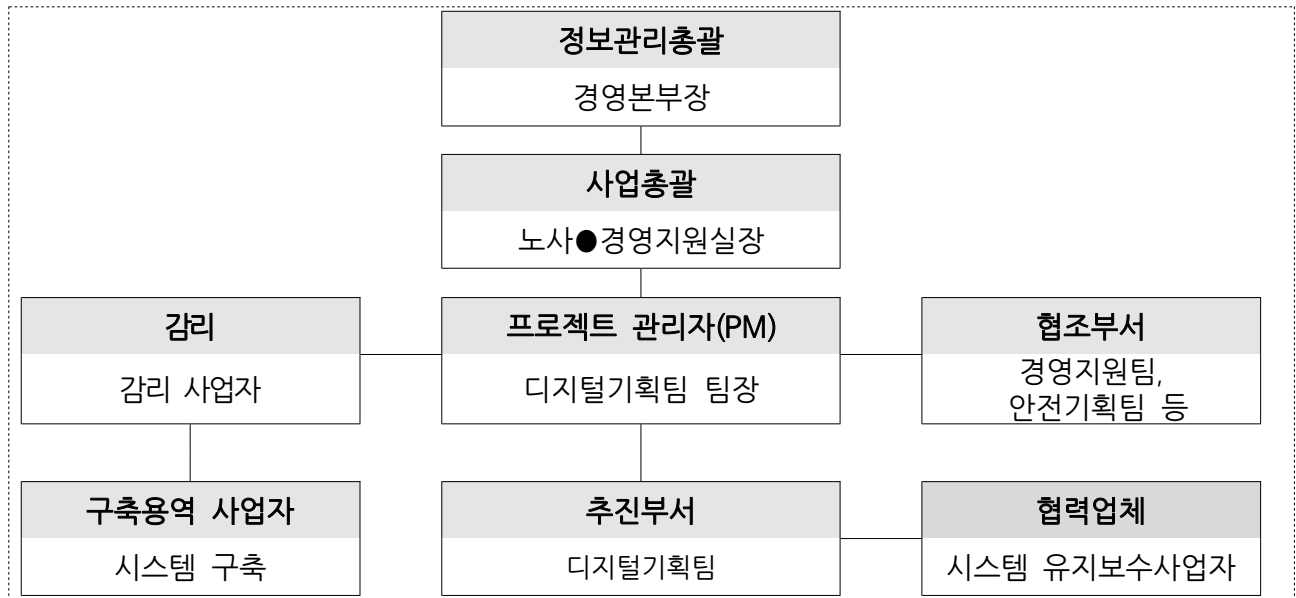 정보관리총괄
경영본부장
사업총괄
노사●경영지원실장
감리
감리 사업자
프로젝트 관리자(PM)
디지털기획팀 팀장
협조부서
경영지원팀,
안전기획팀 등
구축용역 사업자
시스템 구축
추진부서
디지털기획팀
협력업체
시스템 유지보수사업자